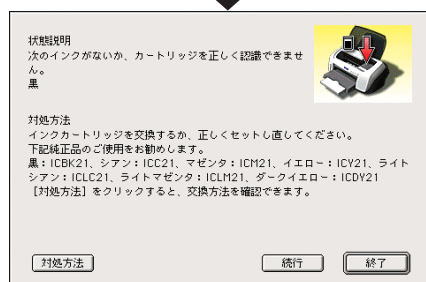 状態説明
次のインクがないか、カートリッジを正しく認識できませ
ん。
黒
対処方法
インクカートリッジを交換するか、正しくセットし直してください。
下記純正品のご使用をお勧めします。
黒：ICBK21、シアン：ICC21、マゼンタ：ICM21、イエロー：ICY21、ライト
シアン：ICLC21、ライトマゼンタ：ICLM21、ダークイエロー：ICDY21
［対処方法］をクリックすると、交換方法を確認できます。
対処方法 続行 終了